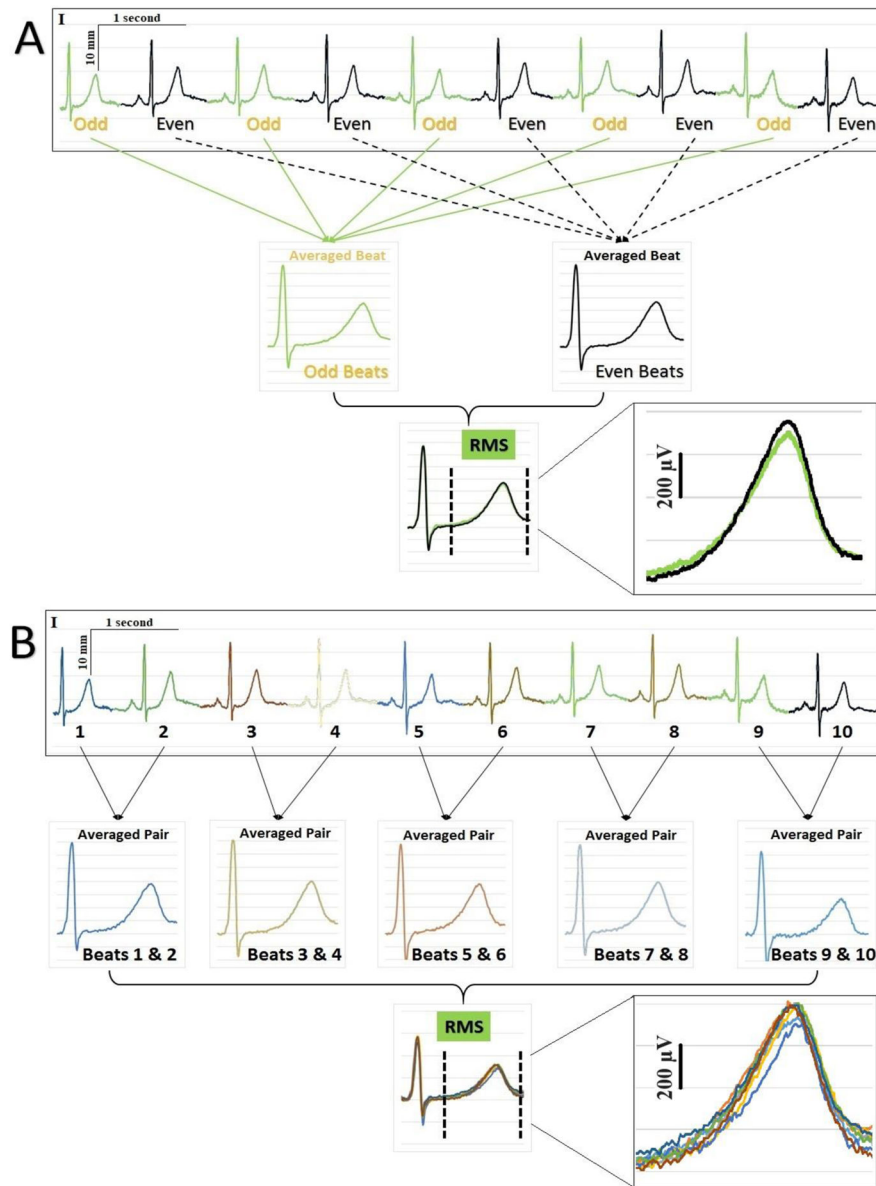 A
I
1 second
10 mm
Odd Even Odd Even Odd Even Odd Even Odd Even
Averaged Beat
Averaged Beat
Odd Beats
Even Beats
RMS
200 µV
B
I
1 second
10 mm
1 2 3 4 5 6 7 8 9 10
Averaged Pair Averaged Pair Averaged Pair Averaged Pair Averaged Pair
Beats 1 & 2 Beats 3 & 4 Beats 5 & 6 Beats 7 & 8 Beats 9 & 10
RMS
200 µV